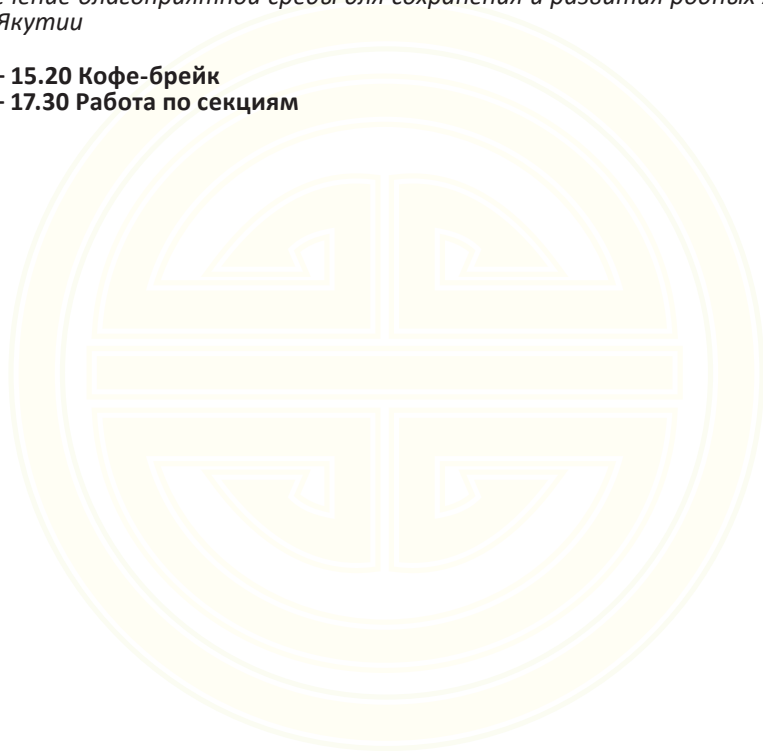 благоприятной среды для сохранения и развития родных
Якутии
– 15.20 Кофе-брейк
– 17.30 Работа по секциям